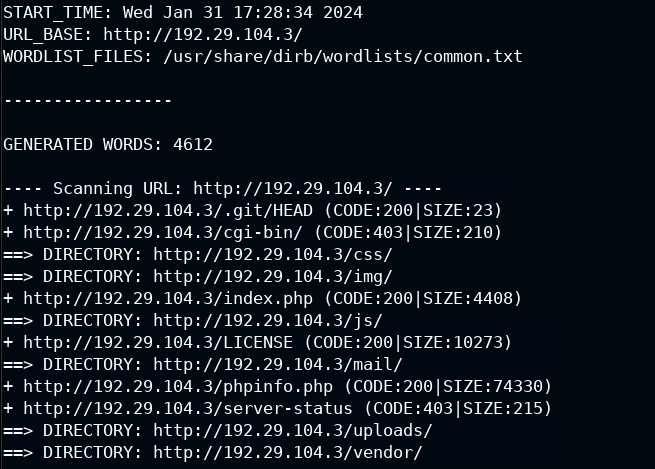 START_TIME: Wed Jan 31 17:28:34 2024
URL_BASE: http://192.29.104.3/
WORDLIST_FILES: /usr/share/dirb/wordlists/common.txt
-----------------
GENERATED WORDS: 4612
---- Scanning URL: http://192.29.104.3/ ----
+ http://192.29.104.3/.git/HEAD (CODE:200|SIZE:23)
+ http://192.29.104.3/cgi-bin/ (CODE:403|SIZE:210)
==> DIRECTORY: http://192.29.104.3/css/
==> DIRECTORY: http://192.29.104.3/img/
+ http://192.29.104.3/index.php (CODE:200|SIZE:4408)
==> DIRECTORY: http://192.29.104.3/js/
+ http://192.29.104.3/LICENSE (CODE:200|SIZE:10273)
==> DIRECTORY: http://192.29.104.3/mail/
+ http://192.29.104.3/phpinfo.php (CODE:200|SIZE:74330)
+ http://192.29.104.3/server-status (CODE:403|SIZE:215)
==> DIRECTORY: http://192.29.104.3/uploads/
==> DIRECTORY: http://192.29.104.3/vendor/